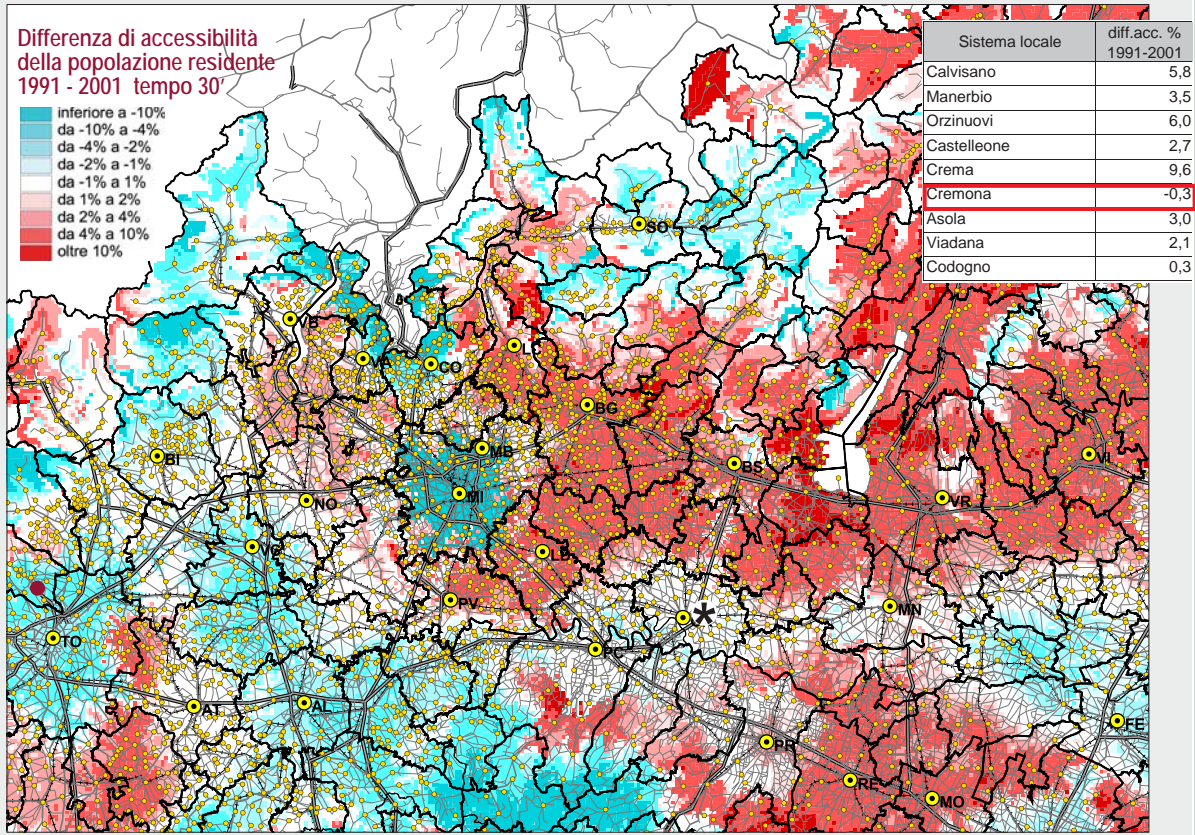 Differenza di accessibilità
della popolazione residente
1991 - 2001 tempo 30'
inferiore a -10%
da -10% a -4%
da -4% a -2%
da -2% a -1%
da -1% a 1%
da 1% a 2%
da 2% a 4%
da 4% a 10%
oltre 10%
Sistema locale diff.acc. % 1991-2001
Calvisano 5,8
Manerbio 3,5
Orzinuovi 6,0
Castelleone 2,7
Crema 9,6
Cremona -0,3
Asola 3,0
Viadana 2,1
Codogno 0,3
SO
VB
CO
BG
MB
BS
BI
VI
MI
NO
VR
PV
MN
*
TO
PC
AT
AL
FE
PR
RE
MO